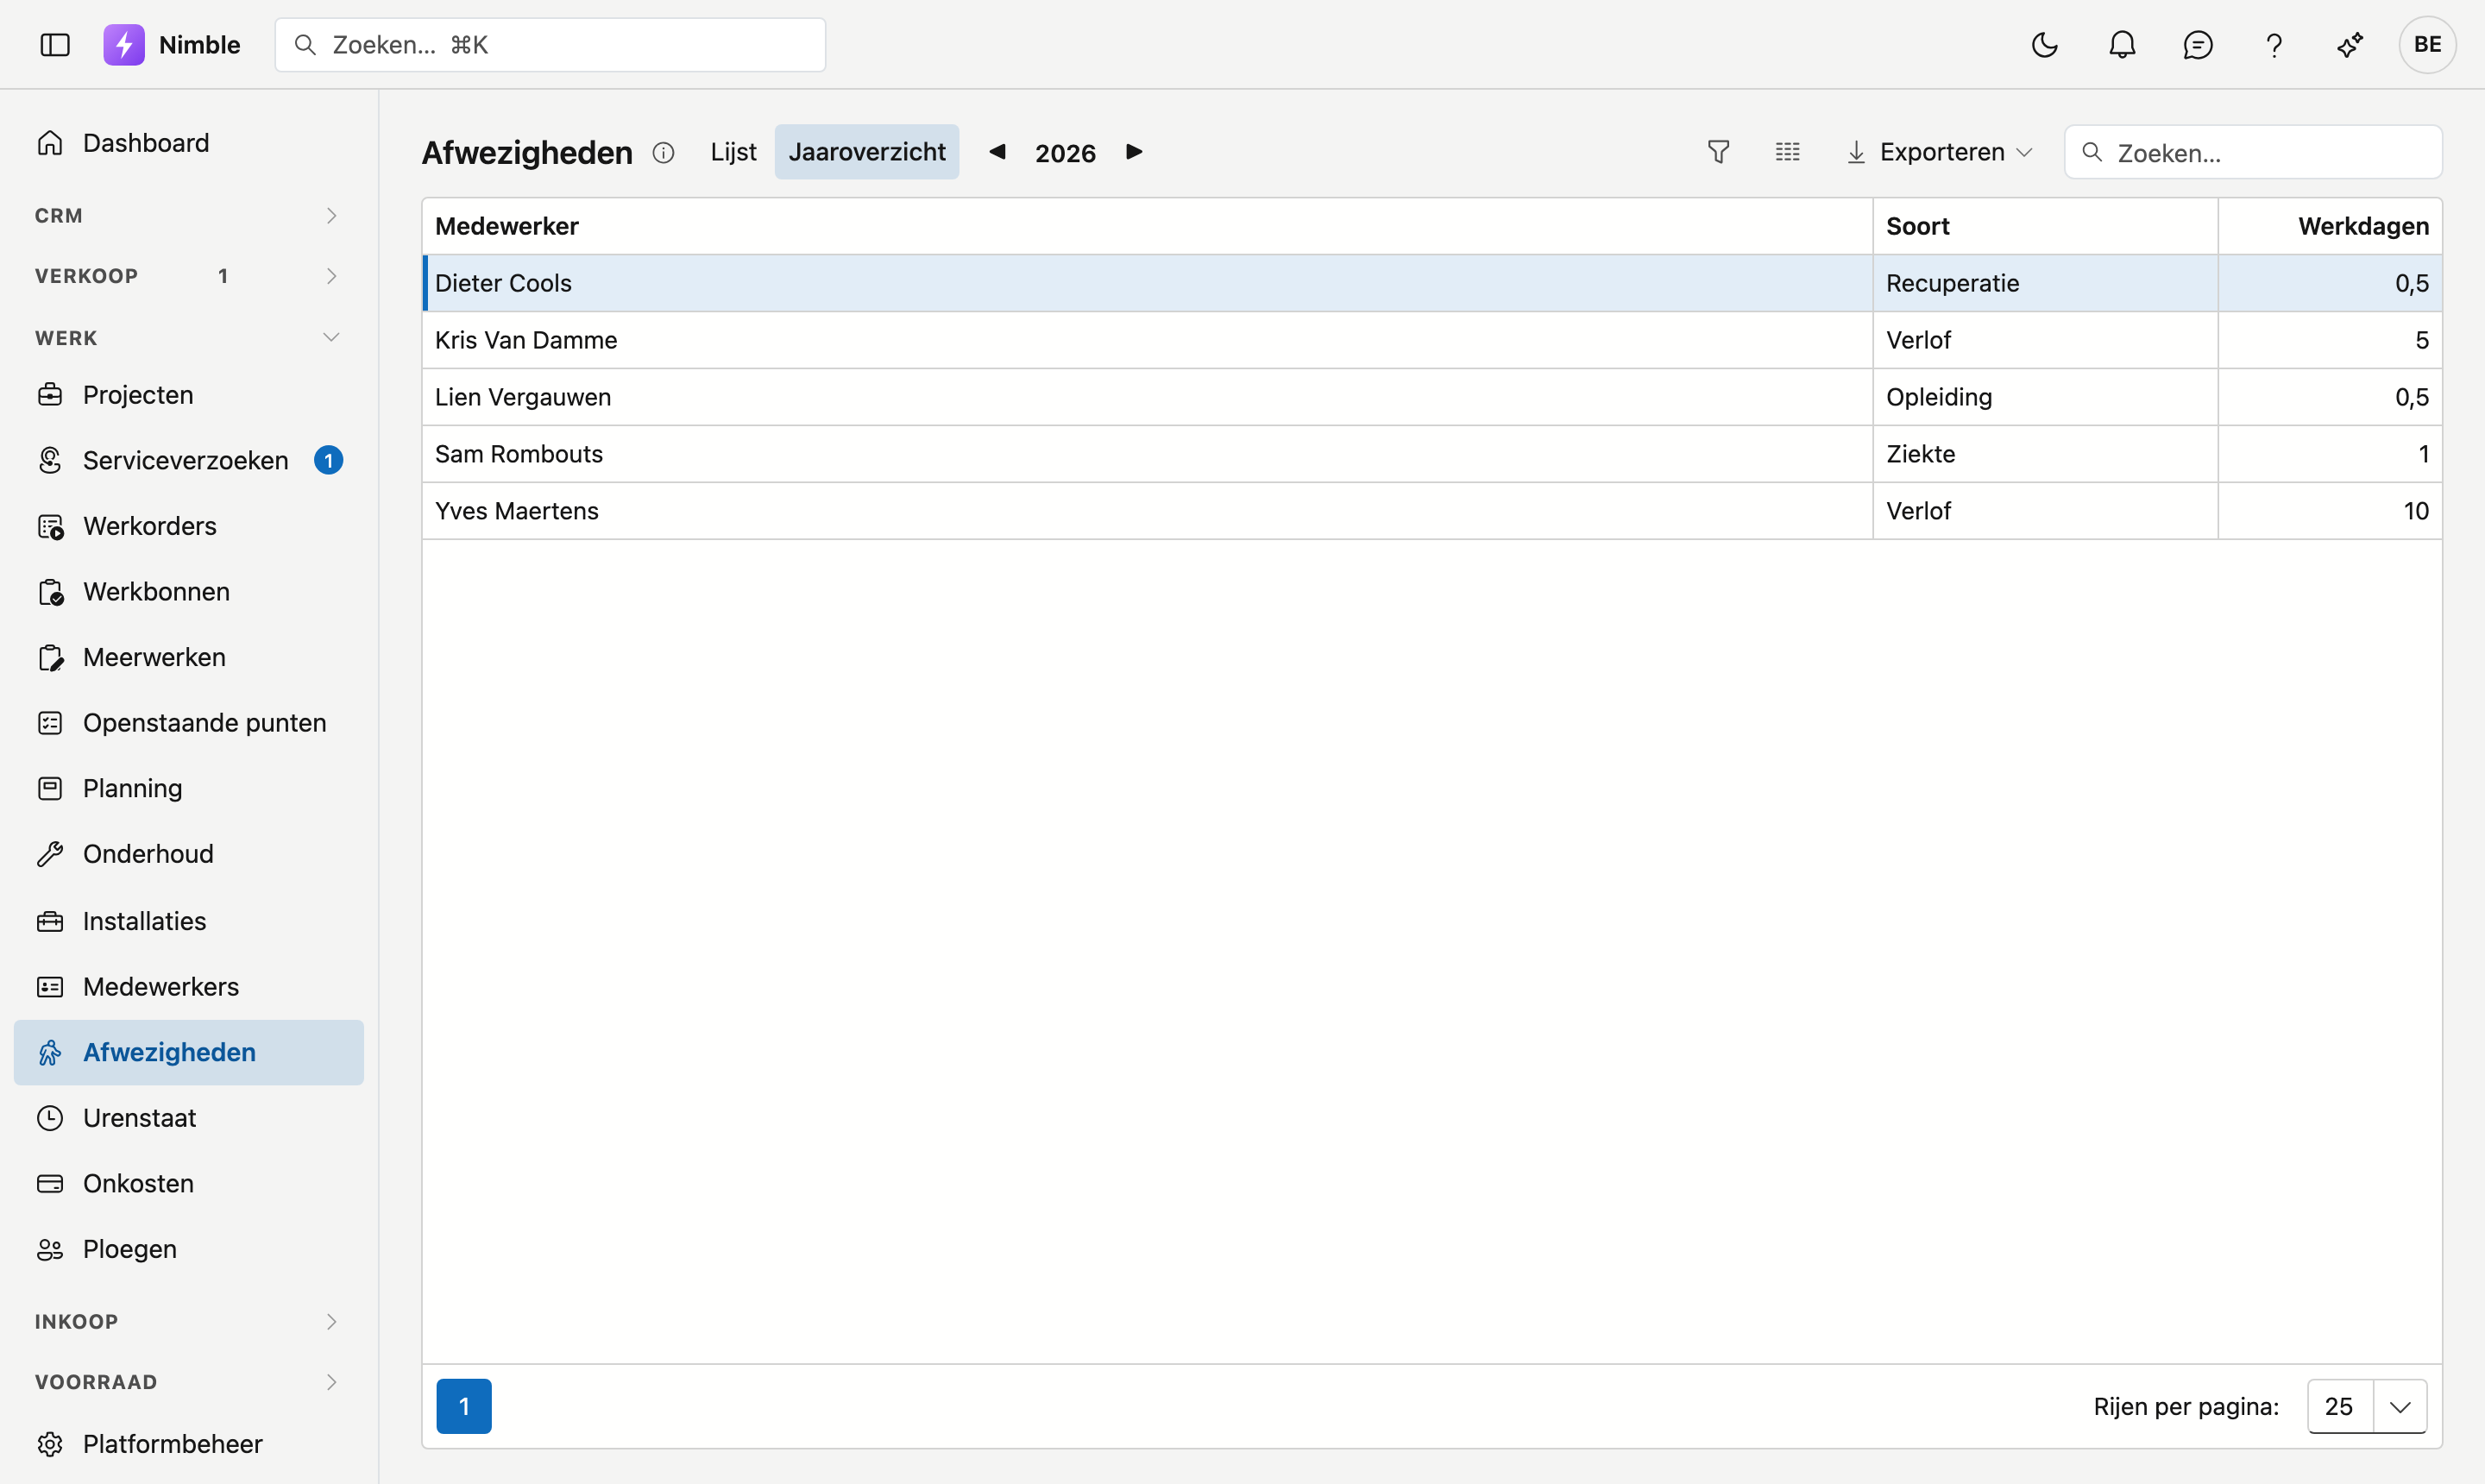 Nimble
Zoeken... ⌘K
BE
Dashboard
CRM
VERKOOP 1
WERK
Projecten
Serviceverzoeken 1
Werkorders
Werkbonnen
Meerwerken
Openstaande punten
Planning
Onderhoud
Installaties
Medewerkers
Afwezigheden
Urenstaat
Onkosten
Ploegen
INKOOP
VOORRAAD
Platformbeheer
Afwezigheden Lijst Jaaroverzicht 2026 Exporteren Zoeken...
Medewerker Soort Werkdagen
Dieter Cools Recuperatie 0,5
Kris Van Damme Verlof 5
Lien Vergauwen Opleiding 0,5
Sam Rombouts Ziekte 1
Yves Maertens Verlof 10
1 Rijen per pagina: 25